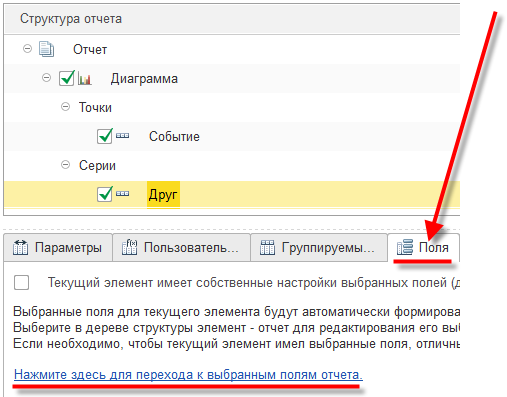 Структура отчета
Отчет
Диаграмма
Точки
Событие
Серии
Друг
Параметры Пользователь... Группируемы... Поля
Текущий элемент имеет собственные настройки выбранных полей (д
Выбранные поля для текущего элемента будут автоматически формирова
Выберите в дереве структуры элемент - отчет для редактирования его выб
Если необходимо, чтобы текущий элемент имел выбранные поля, отличнь
Нажмите здесь для перехода к выбранным полям отчета.